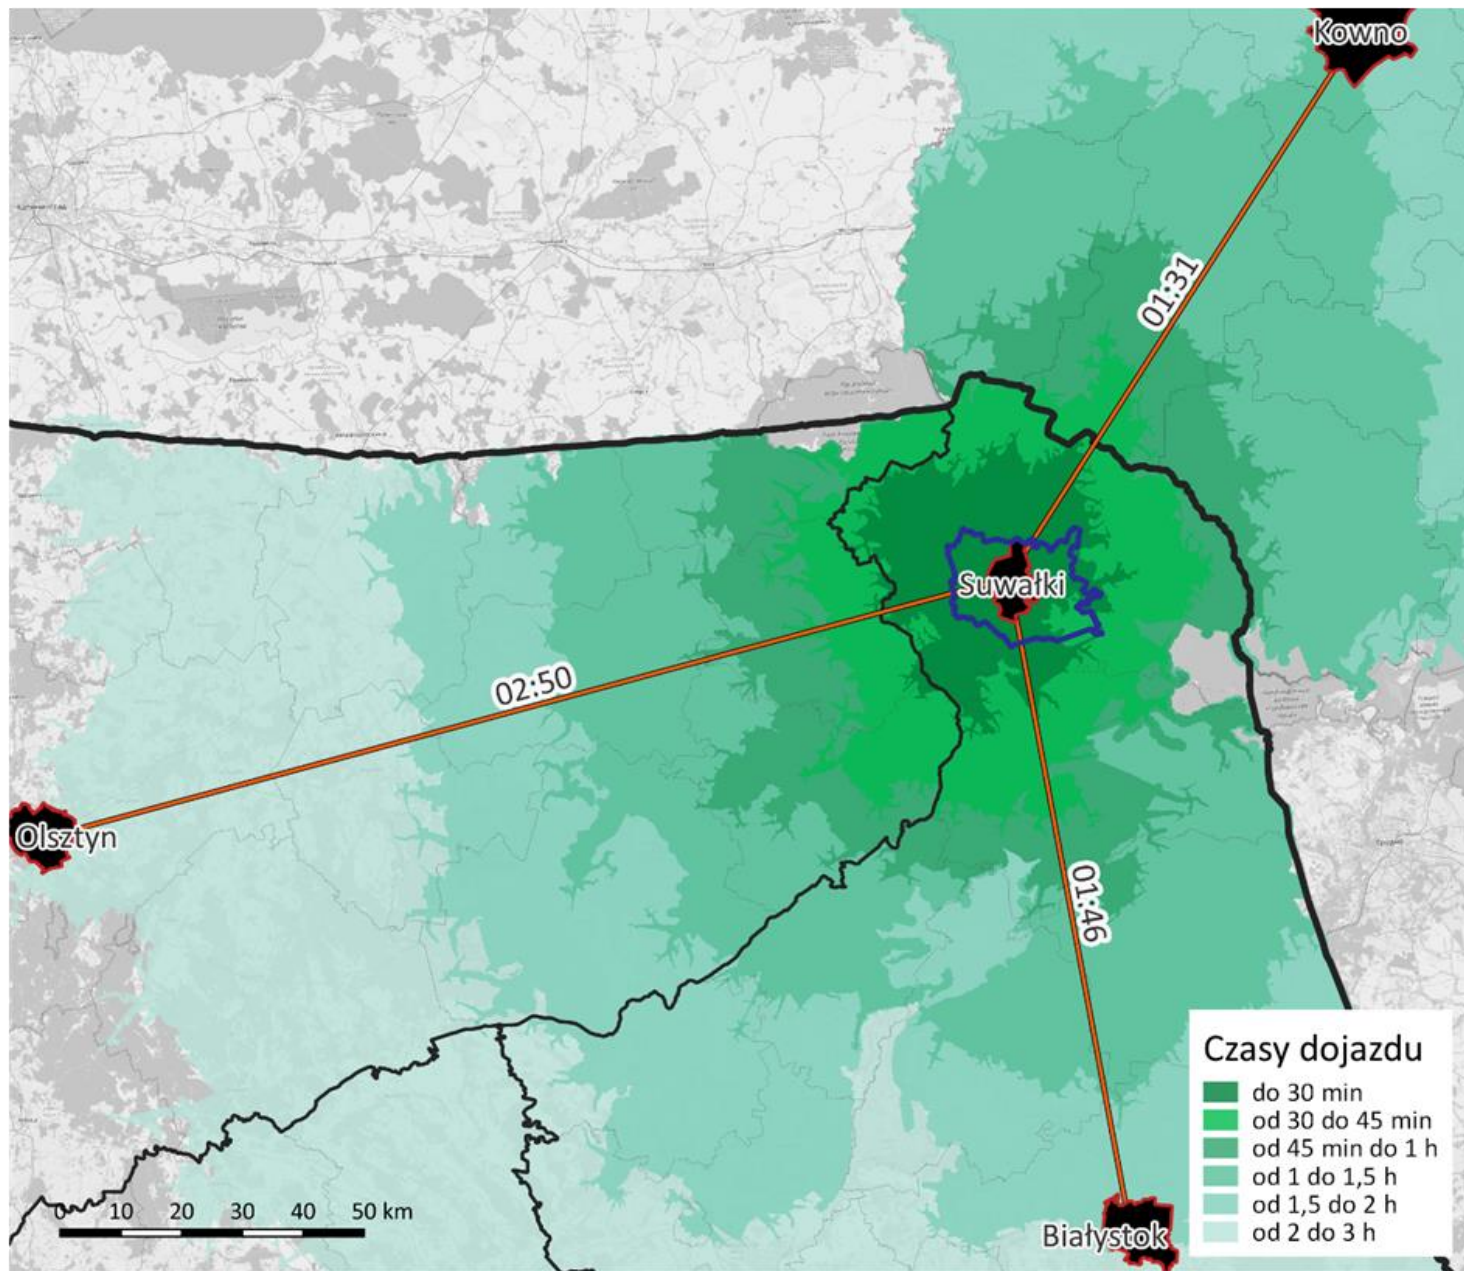 Kowno
01:31
Suwałki
02:50
Olsztyn
01:46
Czasy dojazdu
do 30 min
od 30 do 45 min
od 45 min do 1 h
od 1 do 1,5 h
od 1,5 do 2 h
od 2 do 3 h
0 10 20 30 40 50 km
Białystok